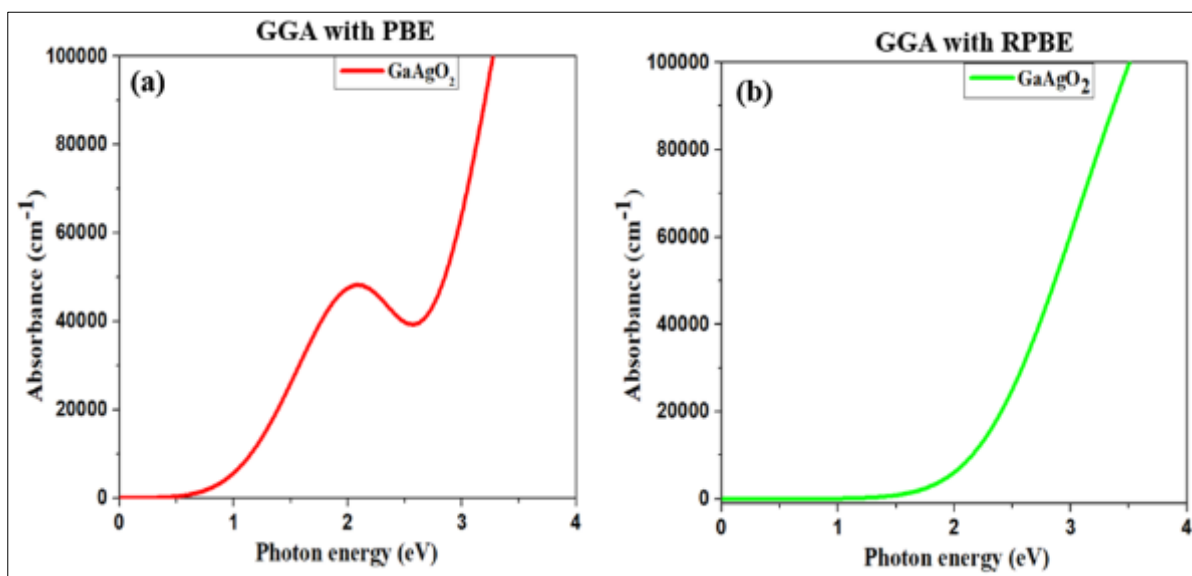 GGA with PBE
(a)
GaAgO₂
100000
80000
60000
40000
20000
0
Absorbance (cm⁻¹)
0 1 2 3 4
Photon energy (eV)
GGA with RPBE
(b)
GaAgO₂
100000
80000
60000
40000
20000
0
Absorbance (cm⁻¹)
0 1 2 3 4
Photon energy (eV)